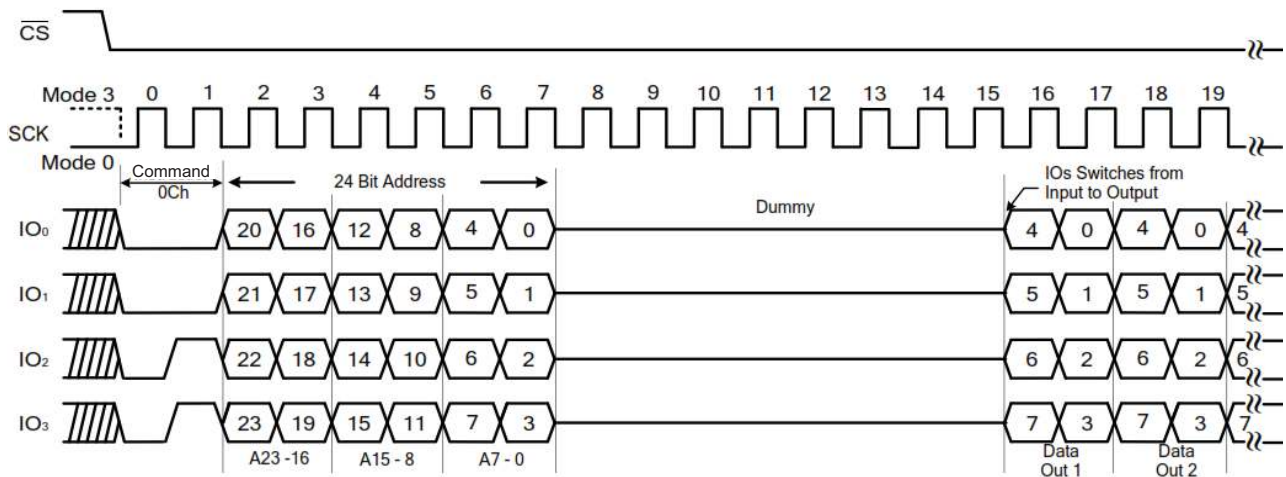 CS
Mode 3 0 1 2 3 4 5 6 7 8 9 10 11 12 13 14 15 16 17 18 19
SCK
Mode 0
Command
0Ch
24 Bit Address
Dummy
IOs Switches from
Input to Output
IO0 20 16 12 8 4 0 4 0 4 0 4
IO1 21 17 13 9 5 1 5 1 5 1 5
IO2 22 18 14 10 6 2 6 2 6 2 6
IO3 23 19 15 11 7 3 7 3 7 3 7
A23 -16 A15 - 8 A7 - 0
Data
Out 1
Data
Out 2